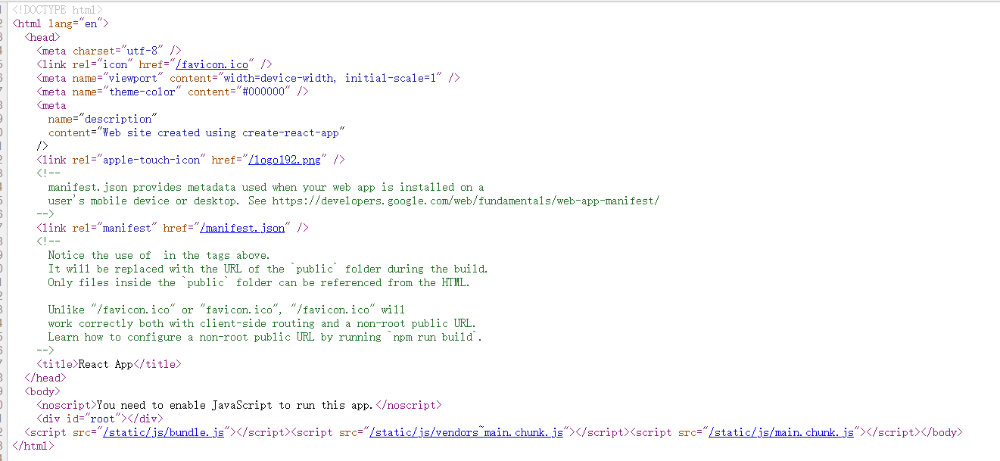 <!DOCTYPE html>
<html lang="en">
  <head>
    <meta charset="utf-8" />
    <link rel="icon" href="/favicon.ico" />
    <meta name="viewport" content="width=device-width, initial-scale=1" />
    <meta name="theme-color" content="#000000" />
    <meta
      name="description"
      content="Web site created using create-react-app"
    />
    <link rel="apple-touch-icon" href="/logo192.png" />
    <!--
      manifest.json provides metadata used when your web app is installed on a
      user's mobile device or desktop. See https://developers.google.com/web/fundamentals/web-app-manifest/
    -->
    <link rel="manifest" href="/manifest.json" />
    <!--
      Notice the use of  in the tags above.
      It will be replaced with the URL of the `public` folder during the build.
      Only files inside the `public` folder can be referenced from the HTML.

      Unlike "/favicon.ico" or "favicon.ico", "/favicon.ico" will
      work correctly both with client-side routing and a non-root public URL.
      Learn how to configure a non-root public URL by running `npm run build`.
    -->
    <title>React App</title>
  </head>
  <body>
    <noscript>You need to enable JavaScript to run this app.</noscript>
    <div id="root"></div>
  <script src="/static/js/bundle.js"></script><script src="/static/js/vendors~main.chunk.js"></script><script src="/static/js/main.chunk.js"></script></body>
</html>